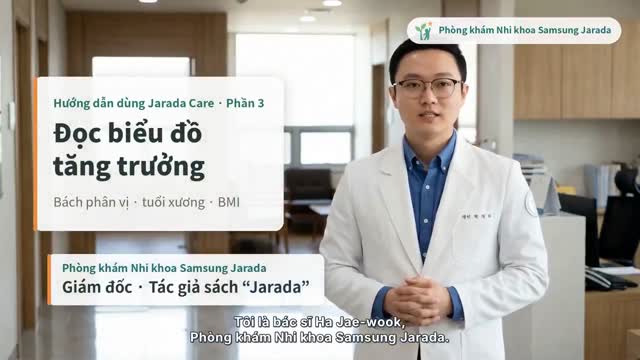 Phòng khám Nhi khoa Samsung Jarada
Hướng dẫn dùng Jarada Care · Phần 3
Đọc biểu đồ
tăng trưởng
Bách phân vị · tuổi xương · BMI
Phòng khám Nhi khoa Samsung Jarada
Giám đốc · Tác giả sách “Jarada”
Tôi là bác sĩ Ha Jae-wook,
Phòng khám Nhi khoa Samsung Jarada.